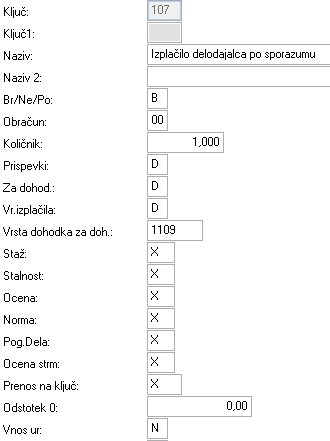 Ključ: 107
Ključ1:
Naziv: Izplačilo delodajalca po sporazumu
Naziv 2:
Br/Ne/Po: B
Obračun: 00
Količnik: 1,000
Prispevki: D
Za dohod.: D
Vr.izplačila: D
Vrsta dohodka za doh.: 1109
Staž: X
Stalnost: X
Ocena: X
Norma: X
Pog.Dela: X
Ocena strm: X
Prenos na ključ: X
Odstotek 0: 0,00
Vnos ur: N